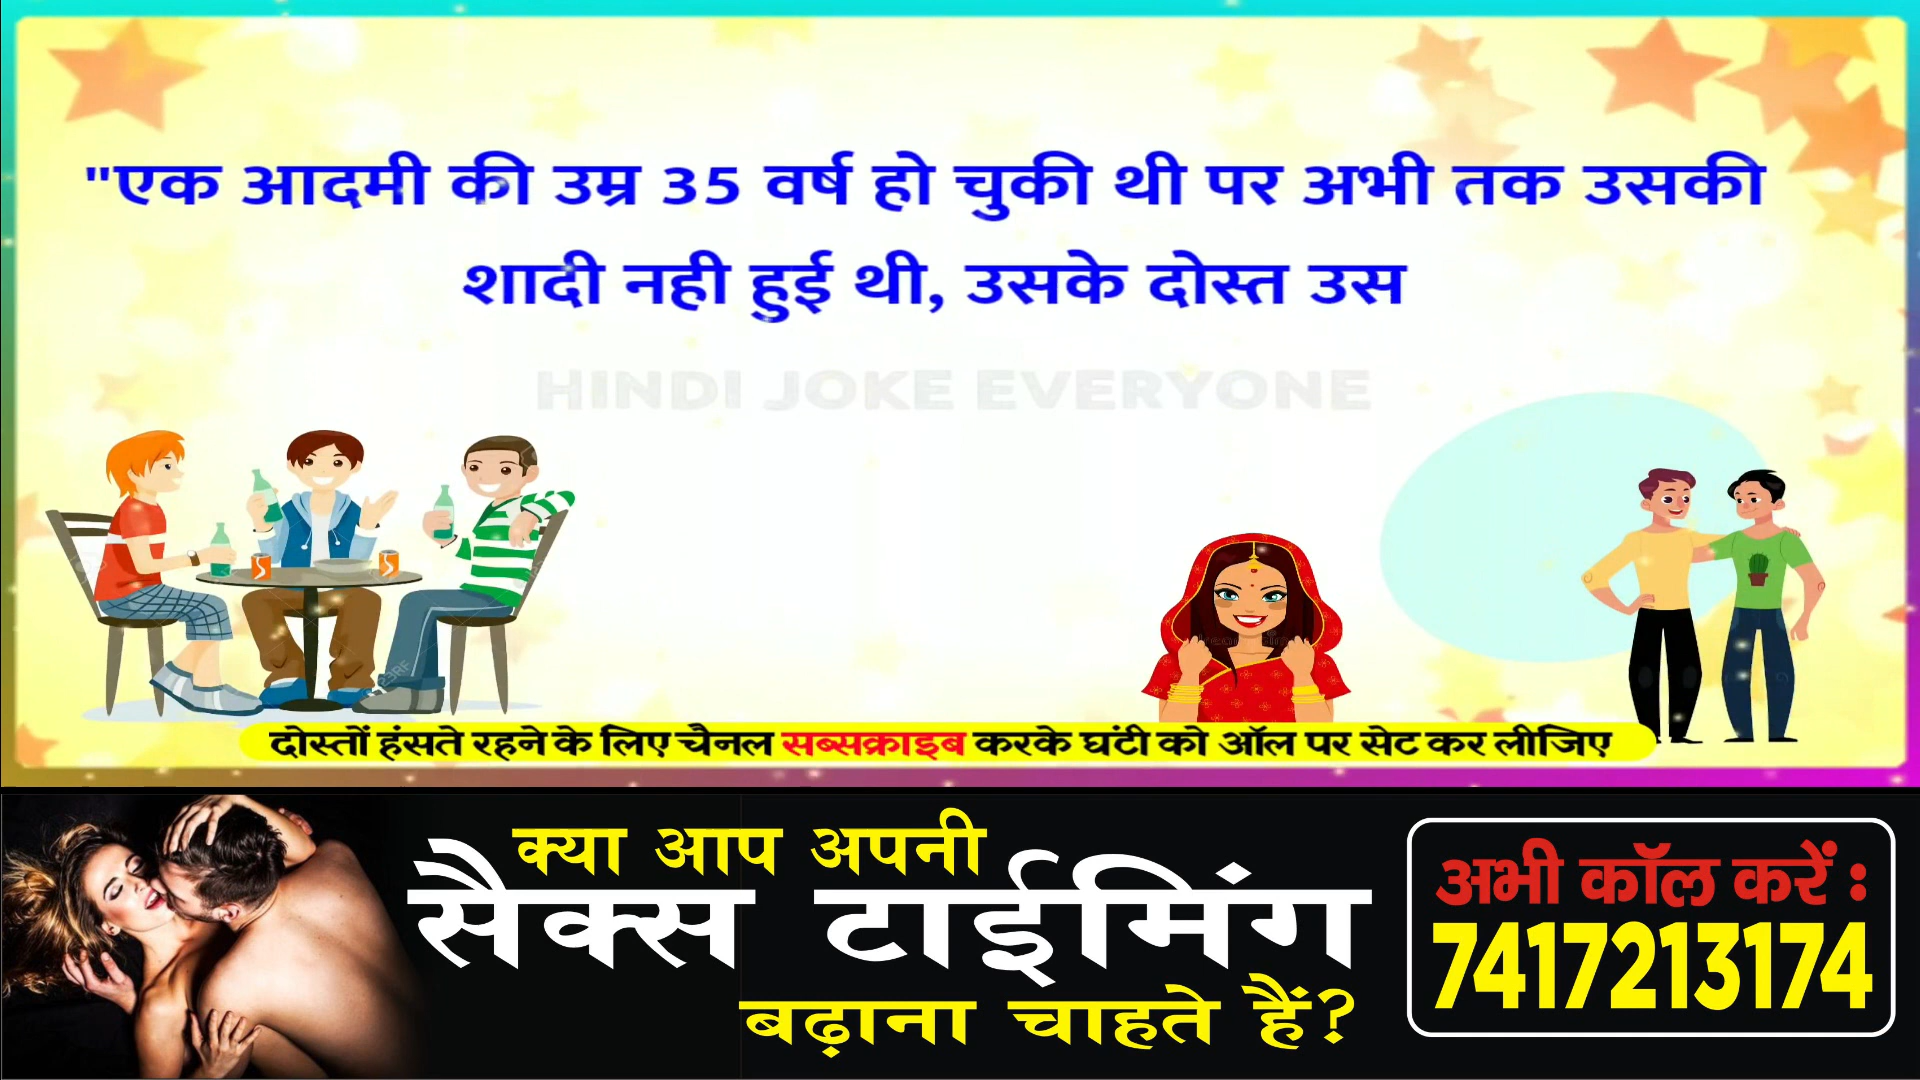 "एक आदमी की उम्र 35 वर्ष हो चुकी थी पर अभी तक उसकी
शादी नही हुई थी, उसके दोस्त उस
HINDI JOKE EVERYONE
दोस्तों हंसते रहने के लिए चैनल सब्सक्राइब करके घंटी को ऑल पर सेट कर लीजिए
क्या आप अपनी
सैक्स टाईमिंग
बढ़ाना चाहते हैं?
अभी कॉल करें :
7417213174